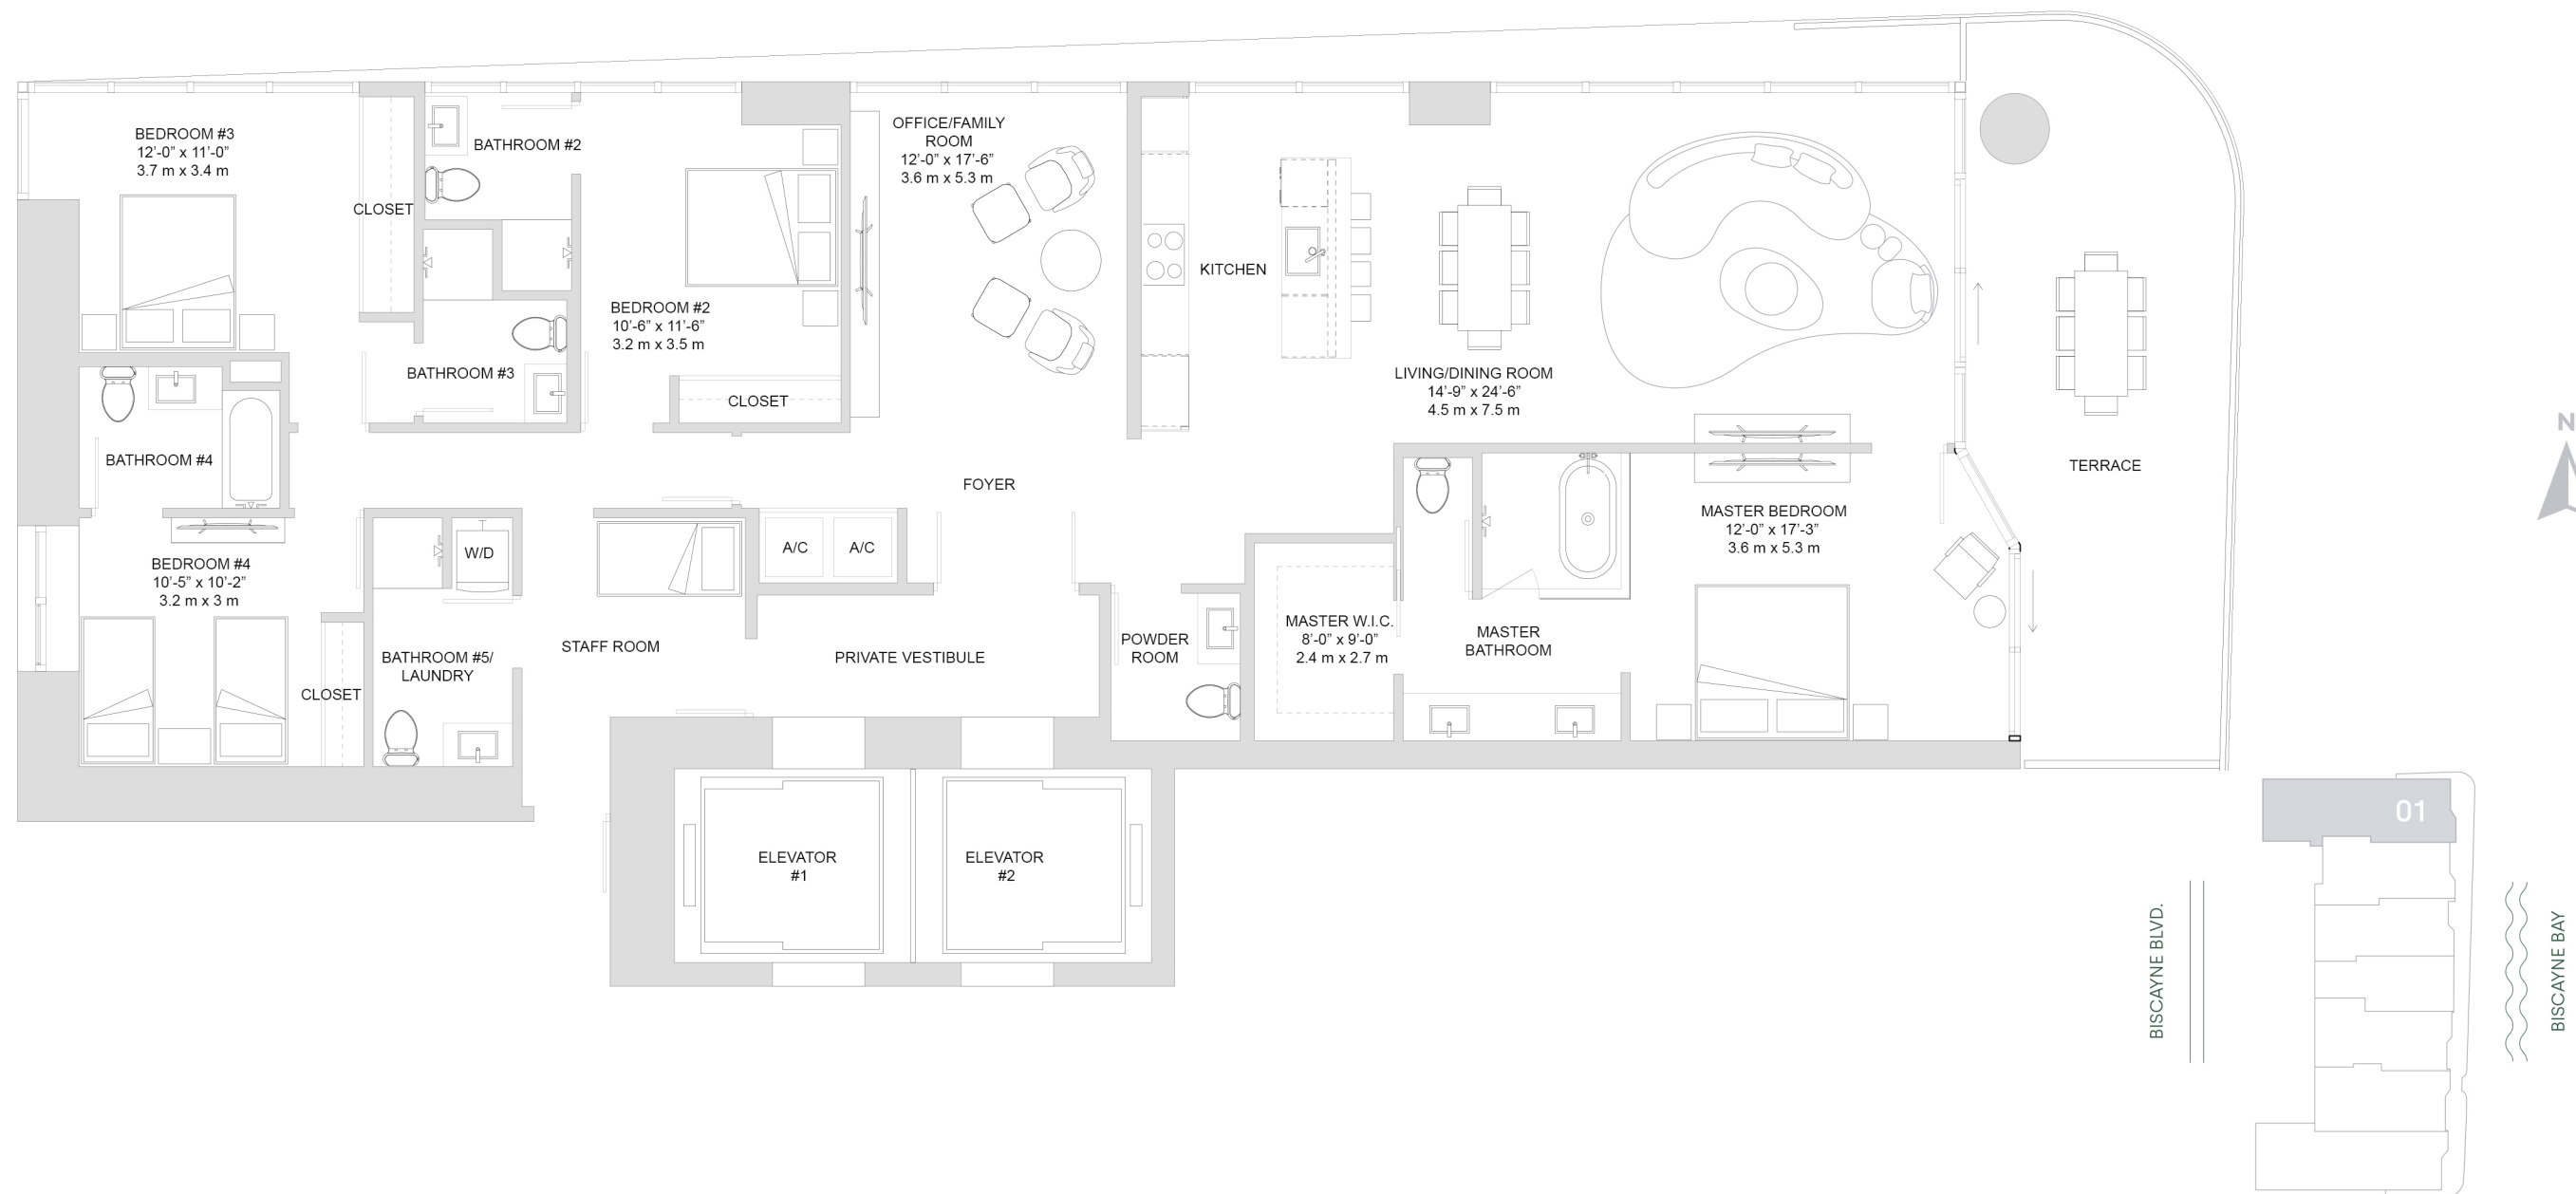 BEDROOM #3
12’-0” x 11’-0”
3.7 m x 3.4 m
CLOSET
BATHROOM #2
OFFICE/FAMILY
ROOM
12’-0” x 17’-6”
3.6 m x 5.3 m
KITCHEN
BEDROOM #2
10’-6” x 11’-6”
3.2 m x 3.5 m
BATHROOM #3
CLOSET
LIVING/DINING ROOM
14’-9” x 24’-6”
4.5 m x 7.5 m
BATHROOM #4
FOYER
TERRACE
N
MASTER BEDROOM
12’-0” x 17’-3”
3.6 m x 5.3 m
BEDROOM #4
10’-5” x 10’-2”
3.2 m x 3 m
W/D
A/C
A/C
STAFF ROOM
BATHROOM #5/
LAUNDRY
CLOSET
PRIVATE VESTIBULE
POWDER
ROOM
MASTER W.I.C.
8’-0” x 9’-0”
2.4 m x 2.7 m
MASTER
BATHROOM
ELEVATOR
#1
ELEVATOR
#2
01
BISCAYNE BLVD.
BISCAYNE BAY